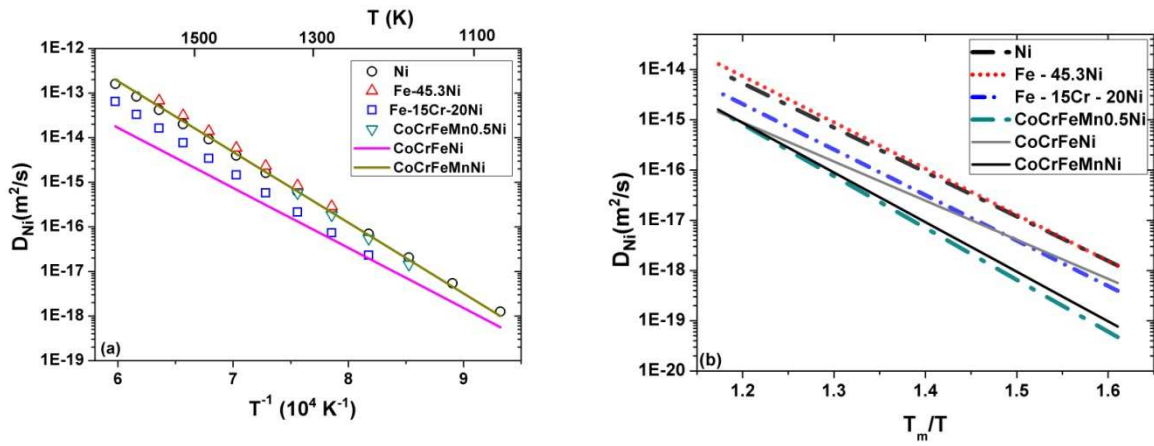 T (K)
1500 1300 1100
1E-12
1E-13
1E-14
1E-15
1E-16
1E-17
1E-18
1E-19
D_Ni(m²/s)
Ni
Fe-45.3Ni
Fe-15Cr-20Ni
CoCrFeMn0.5Ni
CoCrFeNi
CoCrFeMnNi
(a)
6 7 8 9
T⁻¹ (10⁴ K⁻¹)
1E-14
1E-15
1E-16
1E-17
1E-18
1E-19
1E-20
D_Ni(m²/s)
Ni
Fe - 45.3Ni
Fe - 15Cr - 20Ni
CoCrFeMn0.5Ni
CoCrFeNi
CoCrFeMnNi
(b)
1.2 1.3 1.4 1.5 1.6
T_m/T